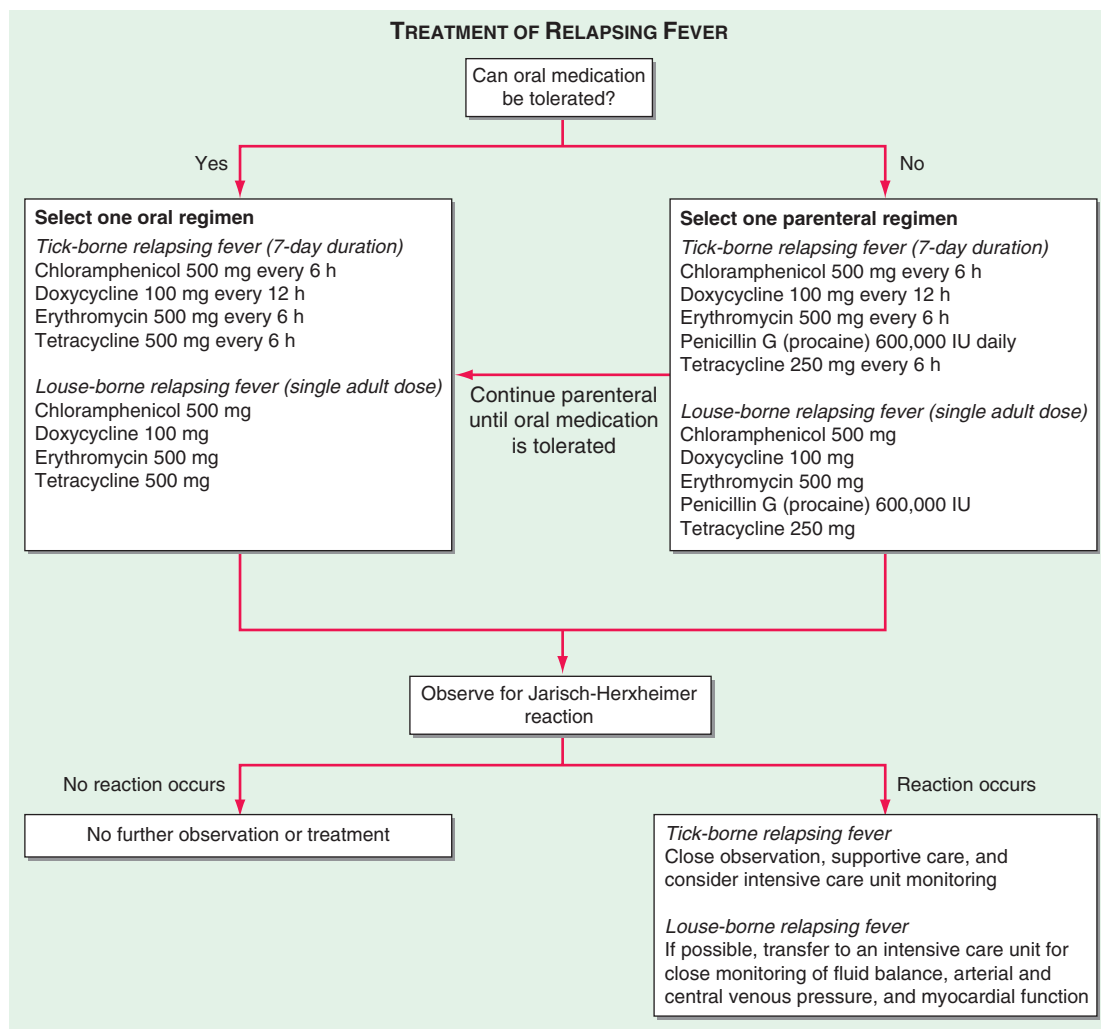 TREATMENT OF RELAPSING FEVER
Can oral medication
be tolerated?
Yes
No
Select one oral regimen
Tick-borne relapsing fever (7-day duration)
Chloramphenicol 500 mg every 6 h
Doxycycline 100 mg every 12 h
Erythromycin 500 mg every 6 h
Tetracycline 500 mg every 6 h
Louse-borne relapsing fever (single adult dose)
Chloramphenicol 500 mg
Doxycycline 100 mg
Erythromycin 500 mg
Tetracycline 500 mg
Continue parenteral
until oral medication
is tolerated
Select one parenteral regimen
Tick-borne relapsing fever (7-day duration)
Chloramphenicol 500 mg every 6 h
Doxycycline 100 mg every 12 h
Erythromycin 500 mg every 6 h
Penicillin G (procaine) 600,000 IU daily
Tetracycline 250 mg every 6 h
Louse-borne relapsing fever (single adult dose)
Chloramphenicol 500 mg
Doxycycline 100 mg
Erythromycin 500 mg
Penicillin G (procaine) 600,000 IU
Tetracycline 250 mg
Observe for Jarisch-Herxheimer
reaction
No reaction occurs
Reaction occurs
No further observation or treatment
Tick-borne relapsing fever
Close observation, supportive care, and
consider intensive care unit monitoring
Louse-borne relapsing fever
If possible, transfer to an intensive care unit for
close monitoring of fluid balance, arterial and
central venous pressure, and myocardial function